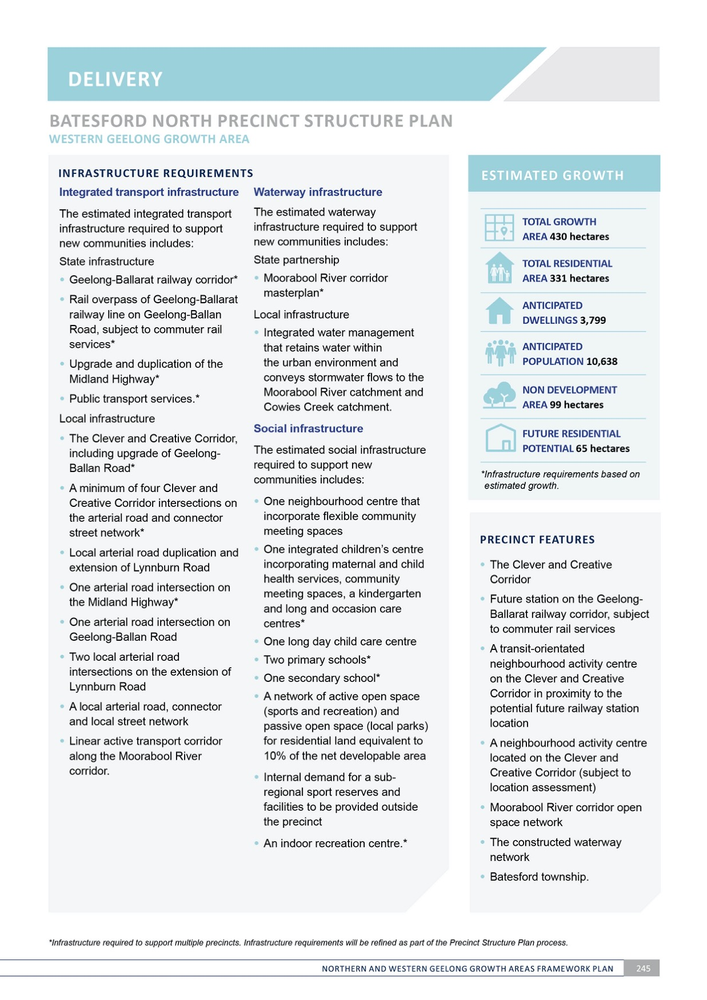 DELIVERY
BATESFORD NORTH PRECINCT STRUCTURE PLAN
WESTERN GEELONG GROWTH AREA
INFRASTRUCTURE REQUIREMENTS
Integrated transport infrastructure
The estimated integrated transport
infrastructure required to support
new communities includes:
State infrastructure
• Geelong-Ballarat railway corridor*
• Rail overpass of Geelong-Ballarat
railway line on Geelong-Ballan
Road, subject to commuter rail
services*
• Upgrade and duplication of the
Midland Highway*
• Public transport services.*
Local infrastructure
• The Clever and Creative Corridor,
including upgrade of Geelong-
Ballan Road*
• A minimum of four Clever and
Creative Corridor intersections on
the arterial road and connector
street network*
• Local arterial road duplication and
extension of Lynnburn Road
• One arterial road intersection on
the Midland Highway*
• One arterial road intersection on
Geelong-Ballan Road
• Two local arterial road
intersections on the extension of
Lynnburn Road
• A local arterial road, connector
and local street network
• Linear active transport corridor
along the Moorabool River
corridor.
Waterway infrastructure
The estimated waterway
infrastructure required to support
new communities includes:
State partnership
• Moorabool River corridor
masterplan*
Local infrastructure
• Integrated water management
that retains water within
the urban environment and
conveys stormwater flows to the
Moorabool River catchment and
Cowies Creek catchment.
Social infrastructure
The estimated social infrastructure
required to support new
communities includes:
• One neighbourhood centre that
incorporate flexible community
meeting spaces
• One integrated children’s centre
incorporating maternal and child
health services, community
meeting spaces, a kindergarten
and long and occasion care
centres*
• One long day child care centre
• Two primary schools*
• One secondary school*
• A network of active open space
(sports and recreation) and
passive open space (local parks)
for residential land equivalent to
10% of the net developable area
• Internal demand for a sub-
regional sport reserves and
facilities to be provided outside
the precinct
• An indoor recreation centre.*
ESTIMATED GROWTH
TOTAL GROWTH
AREA 430 hectares
TOTAL RESIDENTIAL
AREA 331 hectares
ANTICIPATED
DWELLINGS 3,799
ANTICIPATED
POPULATION 10,638
NON DEVELOPMENT
AREA 99 hectares
FUTURE RESIDENTIAL
POTENTIAL 65 hectares
*Infrastructure requirements based on
estimated growth.
PRECINCT FEATURES
• The Clever and Creative
Corridor
• Future station on the Geelong-
Ballarat railway corridor, subject
to commuter rail services
• A transit-orientated
neighbourhood activity centre
on the Clever and Creative
Corridor in proximity to the
potential future railway station
location
• A neighbourhood activity centre
located on the Clever and
Creative Corridor (subject to
location assessment)
• Moorabool River corridor open
space network
• The constructed waterway
network
• Batesford township.
*Infrastructure required to support multiple precincts. Infrastructure requirements will be refined as part of the Precinct Structure Plan process.
NORTHERN AND WESTERN GEELONG GROWTH AREAS FRAMEWORK PLAN 245